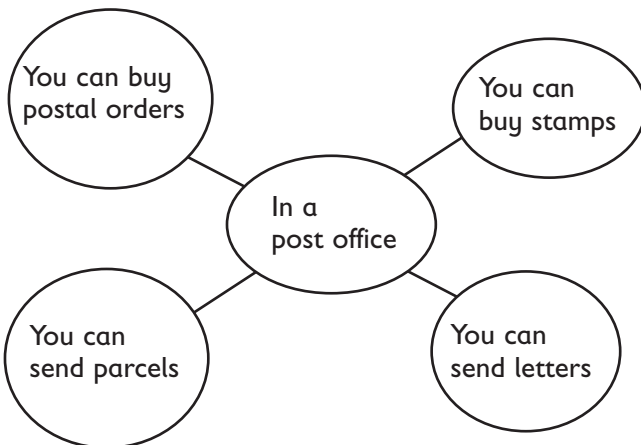 You can buy
postal orders
You can
buy stamps
In a
post office
You can
send parcels
You can
send letters